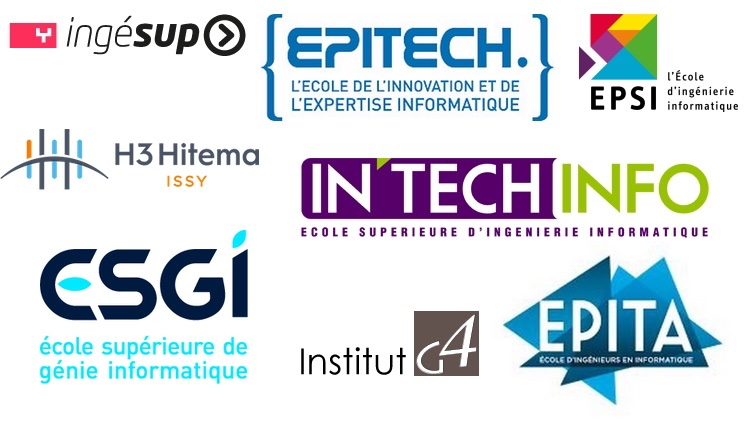 ingésup
EPITECH.
L'ECOLE DE L'INNOVATION ET DE
L'EXPERTISE INFORMATIQUE
EPSI
l'École
d'ingénierie
informatique
H3 Hitema
ISSY
IN'TECH INFO
ECOLE SUPERIEURE D'INGENIERIE INFORMATIQUE
ESGI
école supérieure de
génie informatique
Institut G4
EPITA
ÉCOLE D'INGÉNIEURS EN INFORMATIQUE